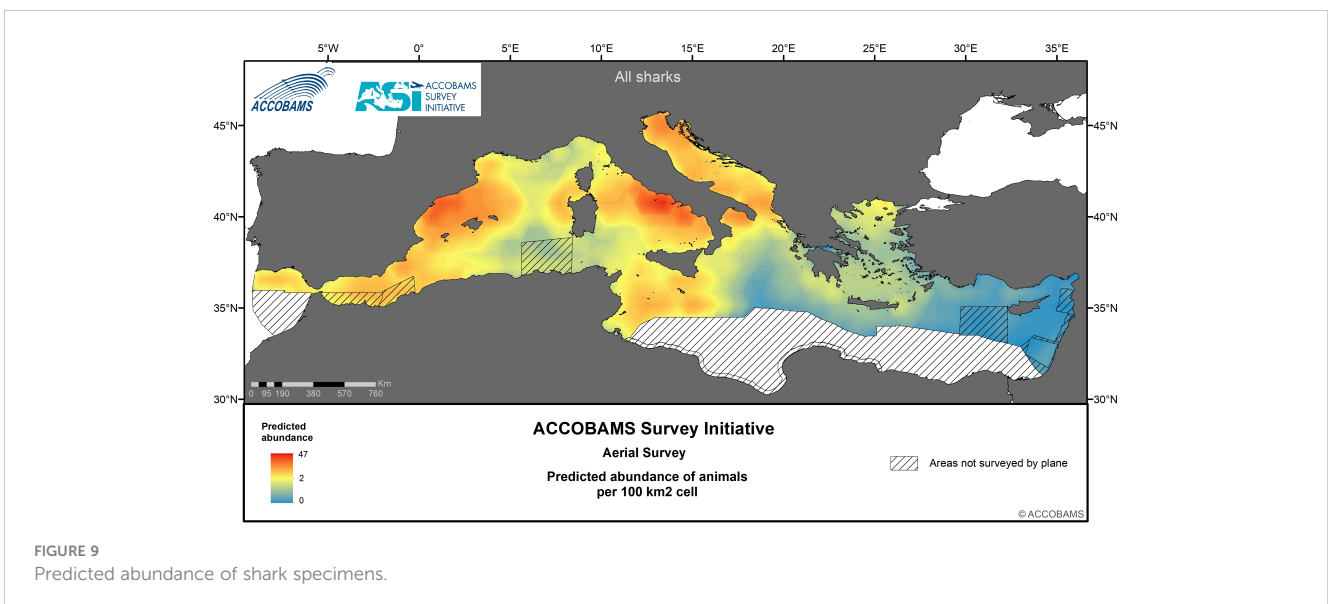 5°W 0° 5°E 10°E 15°E 20°E 25°E 30°E 35°E
All sharks
ACCOBAMS
ASI ACCOBAMS
SURVEY
INITIATIVE
45°N 45°N
40°N 40°N
35°N 35°N
30°N 30°N
Km
0 95 190 380 570 760
Predicted
abundance
47
2
0
ACCOBAMS Survey Initiative
Aerial Survey
Predicted abundance of animals
per 100 km2 cell
Areas not surveyed by plane
© ACCOBAMS
FIGURE 9
Predicted abundance of shark specimens.